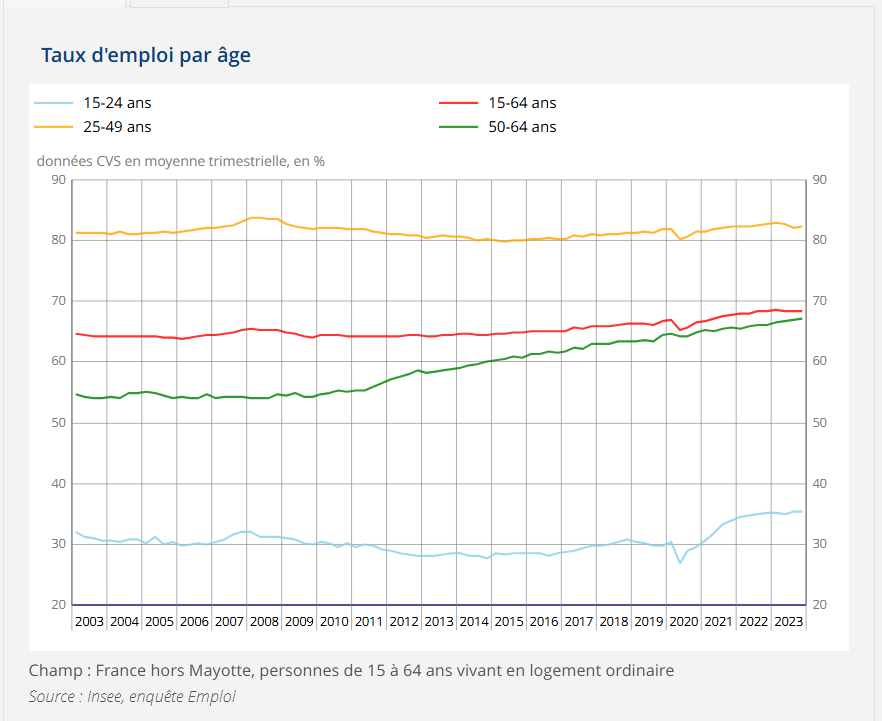 Taux d'emploi par âge
15-24 ans
15-64 ans
25-49 ans
50-64 ans
données CVS en moyenne trimestrielle, en %
90 90
80 80
70 70
60 60
50 50
40 40
30 30
20 20
2003 2004 2005 2006 2007 2008 2009 2010 2011 2012 2013 2014 2015 2016 2017 2018 2019 2020 2021 2022 2023
Champ : France hors Mayotte, personnes de 15 à 64 ans vivant en logement ordinaire
Source : Insee, enquête Emploi